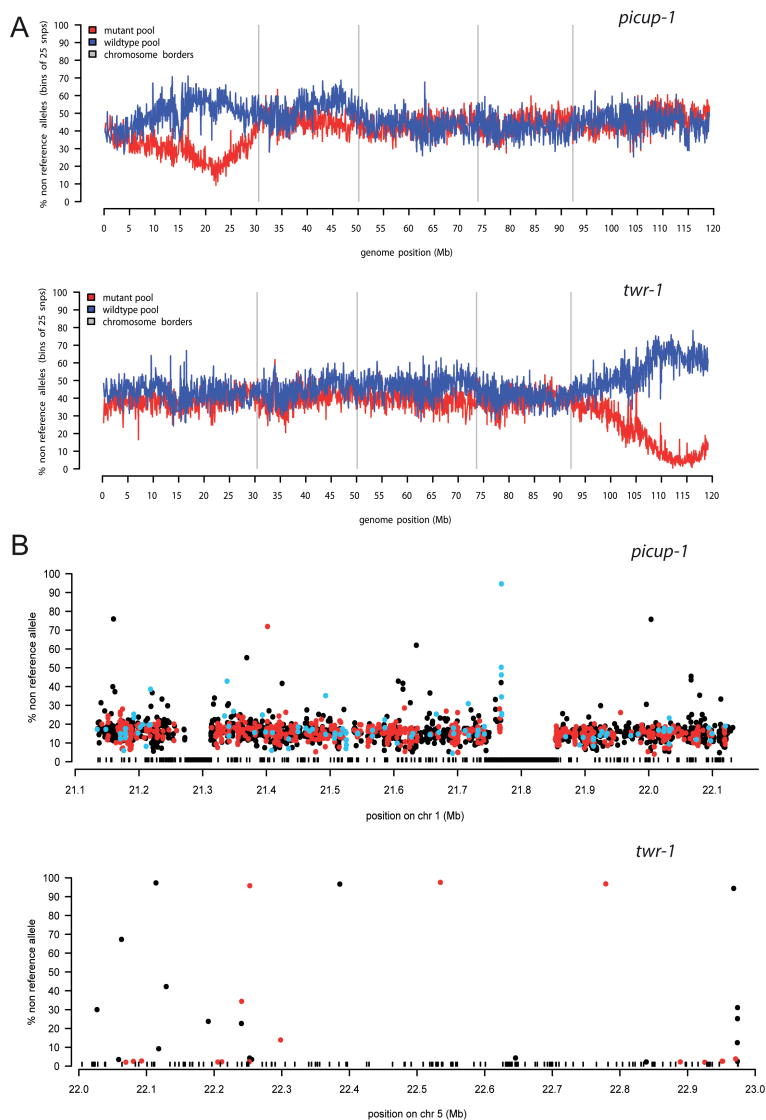 A
picup-1
mutant pool
wildtype pool
chromosome borders
% non reference alleles (bins of 25 snps)
100
90
80
70
60
50
40
30
20
10
0
0 5 10 15 20 25 30 35 40 45 50 55 60 65 70 75 80 85 90 95 100 105 110 115 120
genome position (Mb)
twr-1
mutant pool
wildtype pool
chromosome borders
% non reference alleles (bins of 25 snps)
100
90
80
70
60
50
40
30
20
10
0
0 5 10 15 20 25 30 35 40 45 50 55 60 65 70 75 80 85 90 95 100 105 110 115 120
genome position (Mb)
B
picup-1
% non reference allele
100
90
80
70
60
50
40
30
20
10
0
21.1 21.2 21.3 21.4 21.5 21.6 21.7 21.8 21.9 22.0 22.1
position on chr 1 (Mb)
twr-1
% non reference allele
100
90
80
70
60
50
40
30
20
10
0
22.0 22.1 22.2 22.3 22.4 22.5 22.6 22.7 22.8 22.9 23.0
position on chr 5 (Mb)